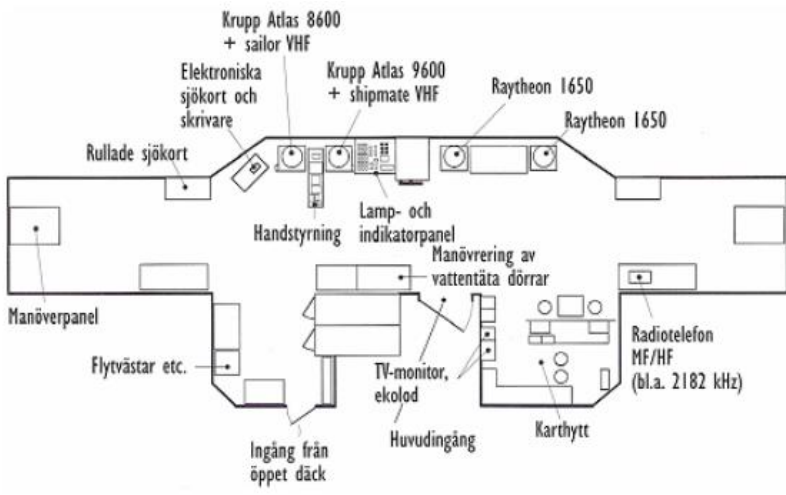 Krupp Atlas 8600
+ sailor VHF
Krupp Atlas 9600
+ shipmate VHF
Elektroniska
sjökort och
skrivare
Raytheon 1650
Raytheon 1650
Rullade sjökort
Handstyrning
Lamp- och
indikatorpanel
Manövrering av
vattentäta dörrar
Manöverpanel
Flytvästar etc.
TV-monitor,
ekolod
Radiotelefon
MF/HF
(bl.a. 2182 kHz)
Ingång från
öppet däck
Huvudingång
Karthytt